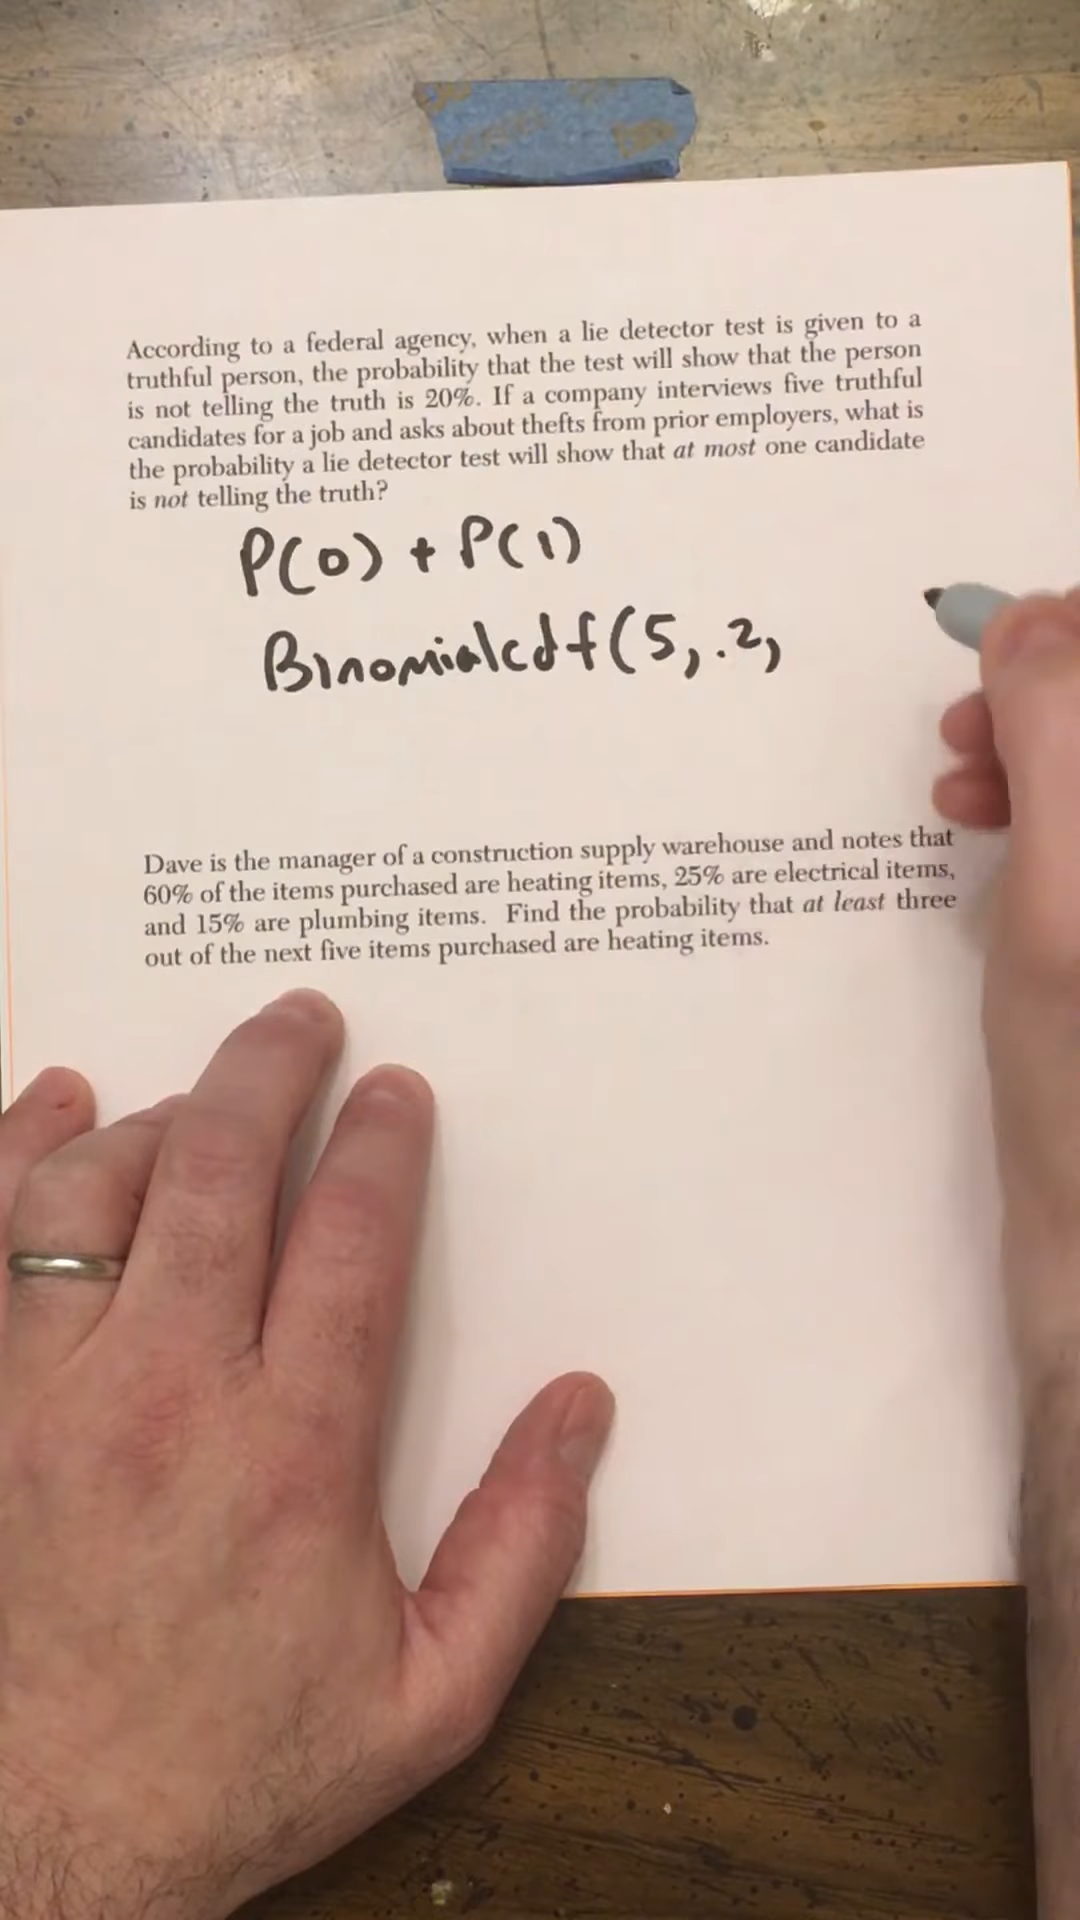 According to a federal agency, when a lie detector test is given to a
truthful person, the probability that the test will show that the person
is not telling the truth is 20%. If a company interviews five truthful
candidates for a job and asks about thefts from prior employers, what is
the probability a lie detector test will show that at most one candidate
is not telling the truth?
P(0) + P(1)
Binomialcdf(5, .2,
Dave is the manager of a construction supply warehouse and notes that
60% of the items purchased are heating items, 25% are electrical items,
and 15% are plumbing items. Find the probability that at least three
out of the next five items purchased are heating items.